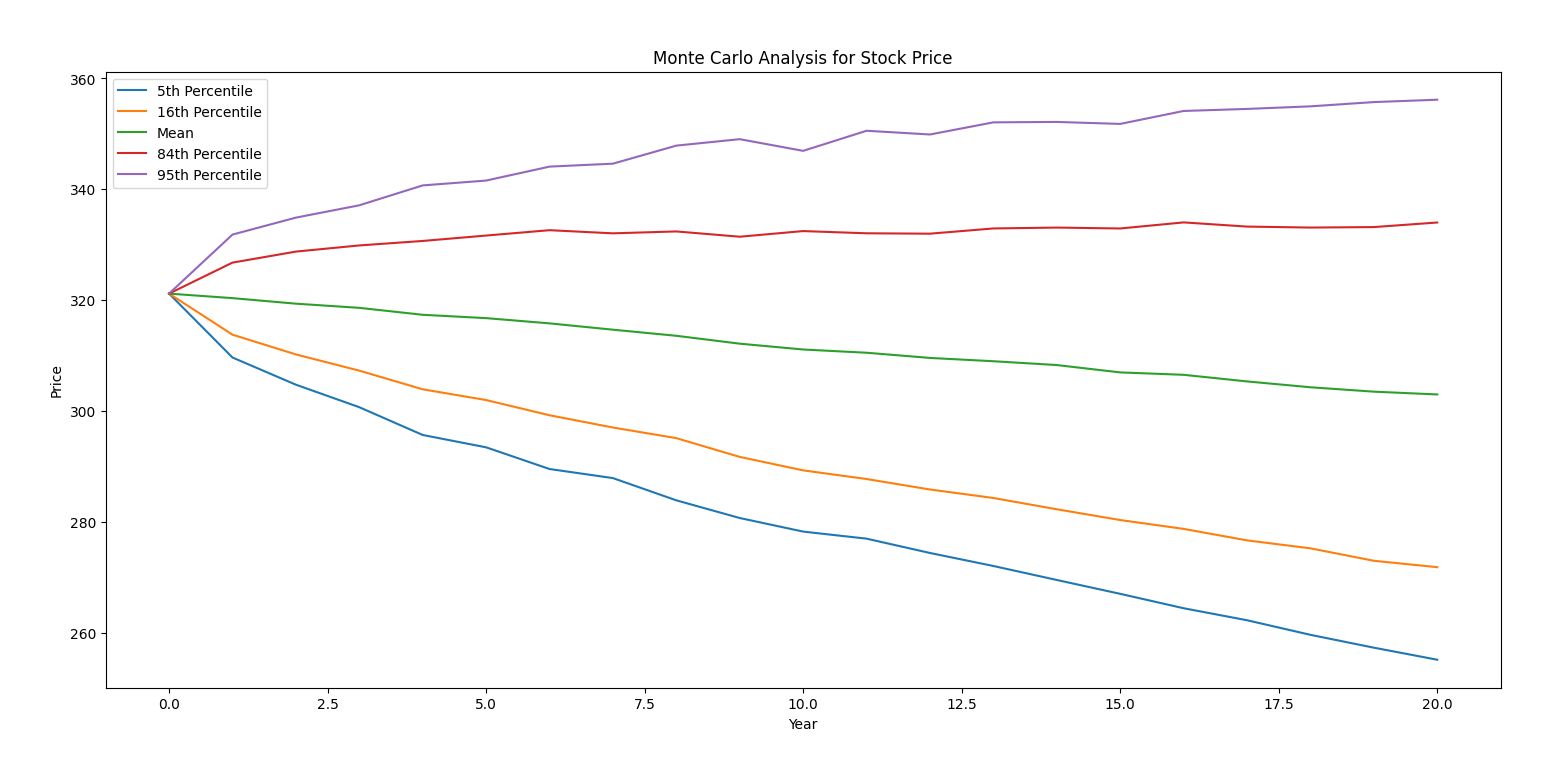 Monte Carlo Analysis for Stock Price
360
340
320
300
280
260
Price
5th Percentile
16th Percentile
Mean
84th Percentile
95th Percentile
0.0 2.5 5.0 7.5 10.0 12.5 15.0 17.5 20.0
Year